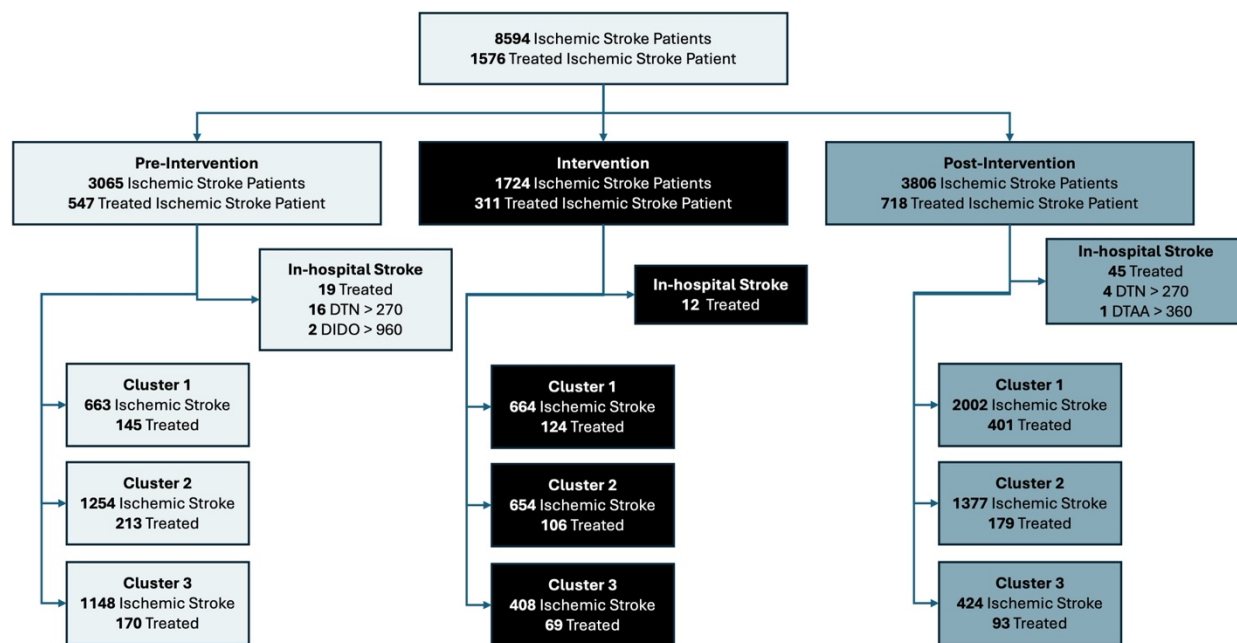 8594 Ischemic Stroke Patients
1576 Treated Ischemic Stroke Patient
Pre-Intervention
3065 Ischemic Stroke Patients
547 Treated Ischemic Stroke Patient
Intervention
1724 Ischemic Stroke Patients
311 Treated Ischemic Stroke Patient
Post-Intervention
3806 Ischemic Stroke Patients
718 Treated Ischemic Stroke Patient
In-hospital Stroke
19 Treated
16 DTN > 270
2 DIDO > 960
In-hospital Stroke
12 Treated
In-hospital Stroke
45 Treated
4 DTN > 270
1 DTAA > 360
Cluster 1
663 Ischemic Stroke
145 Treated
Cluster 1
664 Ischemic Stroke
124 Treated
Cluster 1
2002 Ischemic Stroke
401 Treated
Cluster 2
1254 Ischemic Stroke
213 Treated
Cluster 2
654 Ischemic Stroke
106 Treated
Cluster 2
1377 Ischemic Stroke
179 Treated
Cluster 3
1148 Ischemic Stroke
170 Treated
Cluster 3
408 Ischemic Stroke
69 Treated
Cluster 3
424 Ischemic Stroke
93 Treated